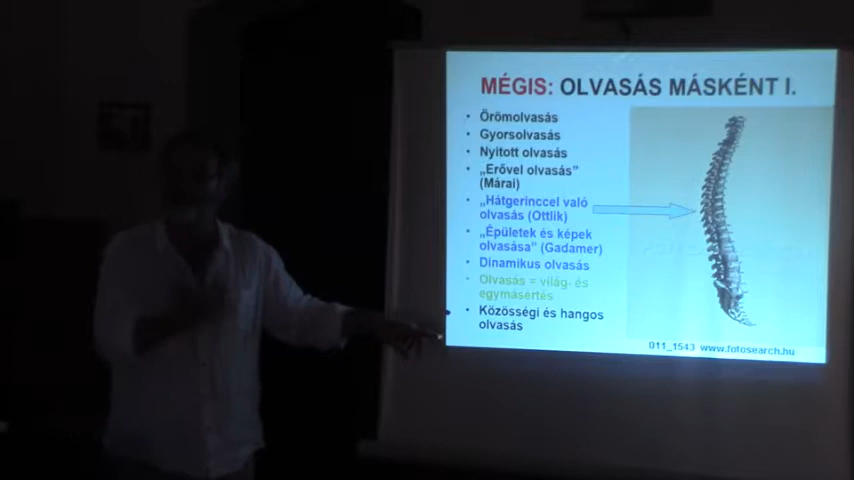 MÉGIS: OLVASÁS MÁSKÉNT I.
• Örömolvasás
• Gyorsolvasás
• Nyitott olvasás
• „Erővel olvasás”
(Márai)
• „Hátgerinccel való
olvasás (Ottlik)
• „Épületek és képek
olvasása” (Gadamer)
• Dinamikus olvasás
• Olvasás = világ- és
egymásértés
• Közösségi és hangos
olvasás
011_1543 www.fotosearch.hu